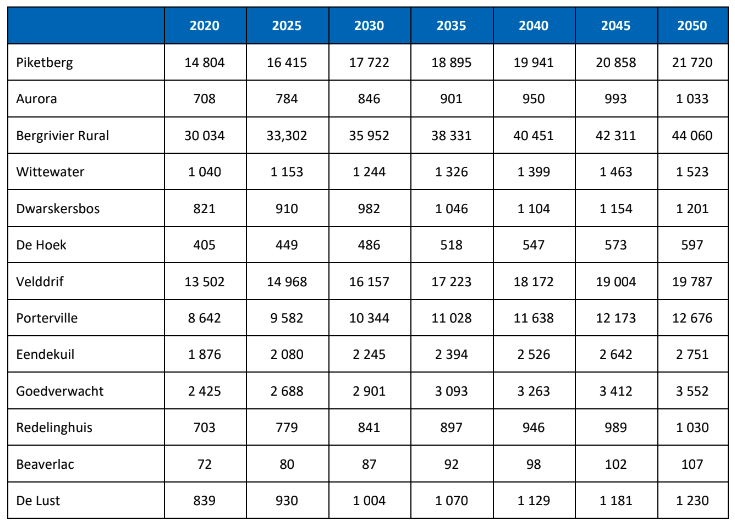 2020 2025 2030 2035 2040 2045 2050
Piketberg 14 804 16 415 17 722 18 895 19 941 20 858 21 720
Aurora 708 784 846 901 950 993 1 033
Bergrivier Rural 30 034 33,302 35 952 38 331 40 451 42 311 44 060
Wittewater 1 040 1 153 1 244 1 326 1 399 1 463 1 523
Dwarskersbos 821 910 982 1 046 1 104 1 154 1 201
De Hoek 405 449 486 518 547 573 597
Velddrif 13 502 14 968 16 157 17 223 18 172 19 004 19 787
Porterville 8 642 9 582 10 344 11 028 11 638 12 173 12 676
Eendekuil 1 876 2 080 2 245 2 394 2 526 2 642 2 751
Goedverwacht 2 425 2 688 2 901 3 093 3 263 3 412 3 552
Redelinghuis 703 779 841 897 946 989 1 030
Beaverlac 72 80 87 92 98 102 107
De Lust 839 930 1 004 1 070 1 129 1 181 1 230